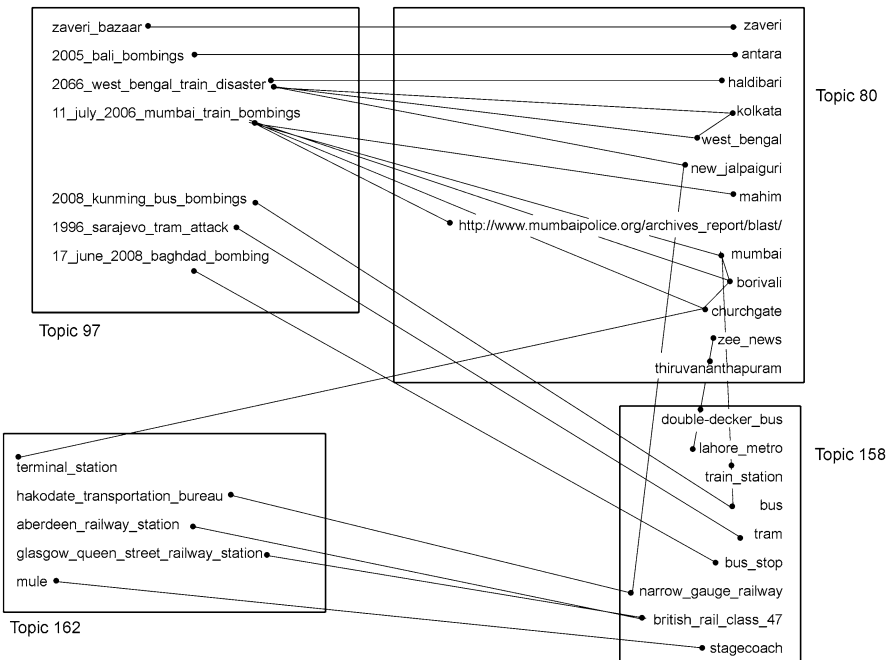 zaveri_bazaar
2005_bali_bombings
2066_west_bengal_train_disaster
11_july_2006_mumbai_train_bombings
2008_kunming_bus_bombings
1996_sarajevo_tram_attack
17_june_2008_baghdad_bombing
Topic 97
zaveri
antara
haldibari
kolkata
west_bengal
new_jalpaiguri
mahim
http://www.mumbaipolice.org/archives_report/blast/
mumbai
borivali
churchgate
zee_news
thiruvananthapuram
Topic 80
terminal_station
hakodate_transportation_bureau
aberdeen_railway_station
glasgow_queen_street_railway_station
mule
Topic 162
double-decker_bus
lahore_metro
train_station
bus
tram
bus_stop
narrow_gauge_railway
british_rail_class_47
stagecoach
Topic 158